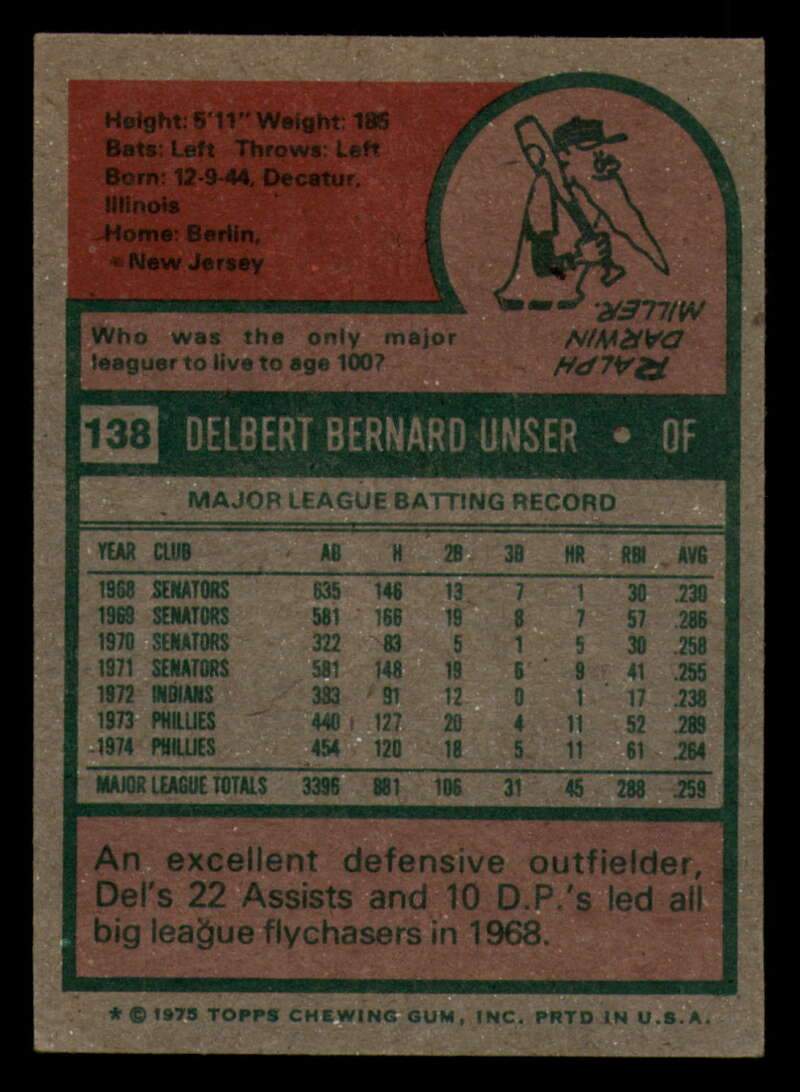 Height: 5'11" Weight: 185
Bats: Left Throws: Left
Born: 12-9-44, Decatur,
Illinois
Home: Berlin,
New Jersey
Who was the only major
leaguer to live to age 100?
RALPH
DARWIN
MILLER.
138 DELBERT BERNARD UNSER • OF
MAJOR LEAGUE BATTING RECORD
YEAR CLUB AB H 2B 3B HR RBI AVG
1968 SENATORS 635 146 13 7 1 30 .230
1969 SENATORS 581 166 19 8 7 57 .286
1970 SENATORS 322 83 5 1 5 30 .258
1971 SENATORS 581 148 19 6 9 41 .255
1972 INDIANS 383 91 12 0 1 17 .238
1973 PHILLIES 440 127 20 4 11 52 .289
1974 PHILLIES 454 120 18 5 11 61 .264
MAJOR LEAGUE TOTALS 3396 881 106 31 45 288 .259
An excellent defensive outfielder,
Del's 22 Assists and 10 D.P.'s led all
big league flychasers in 1968.
* © 1975 TOPPS CHEWING GUM, INC. PRTD IN U.S.A.